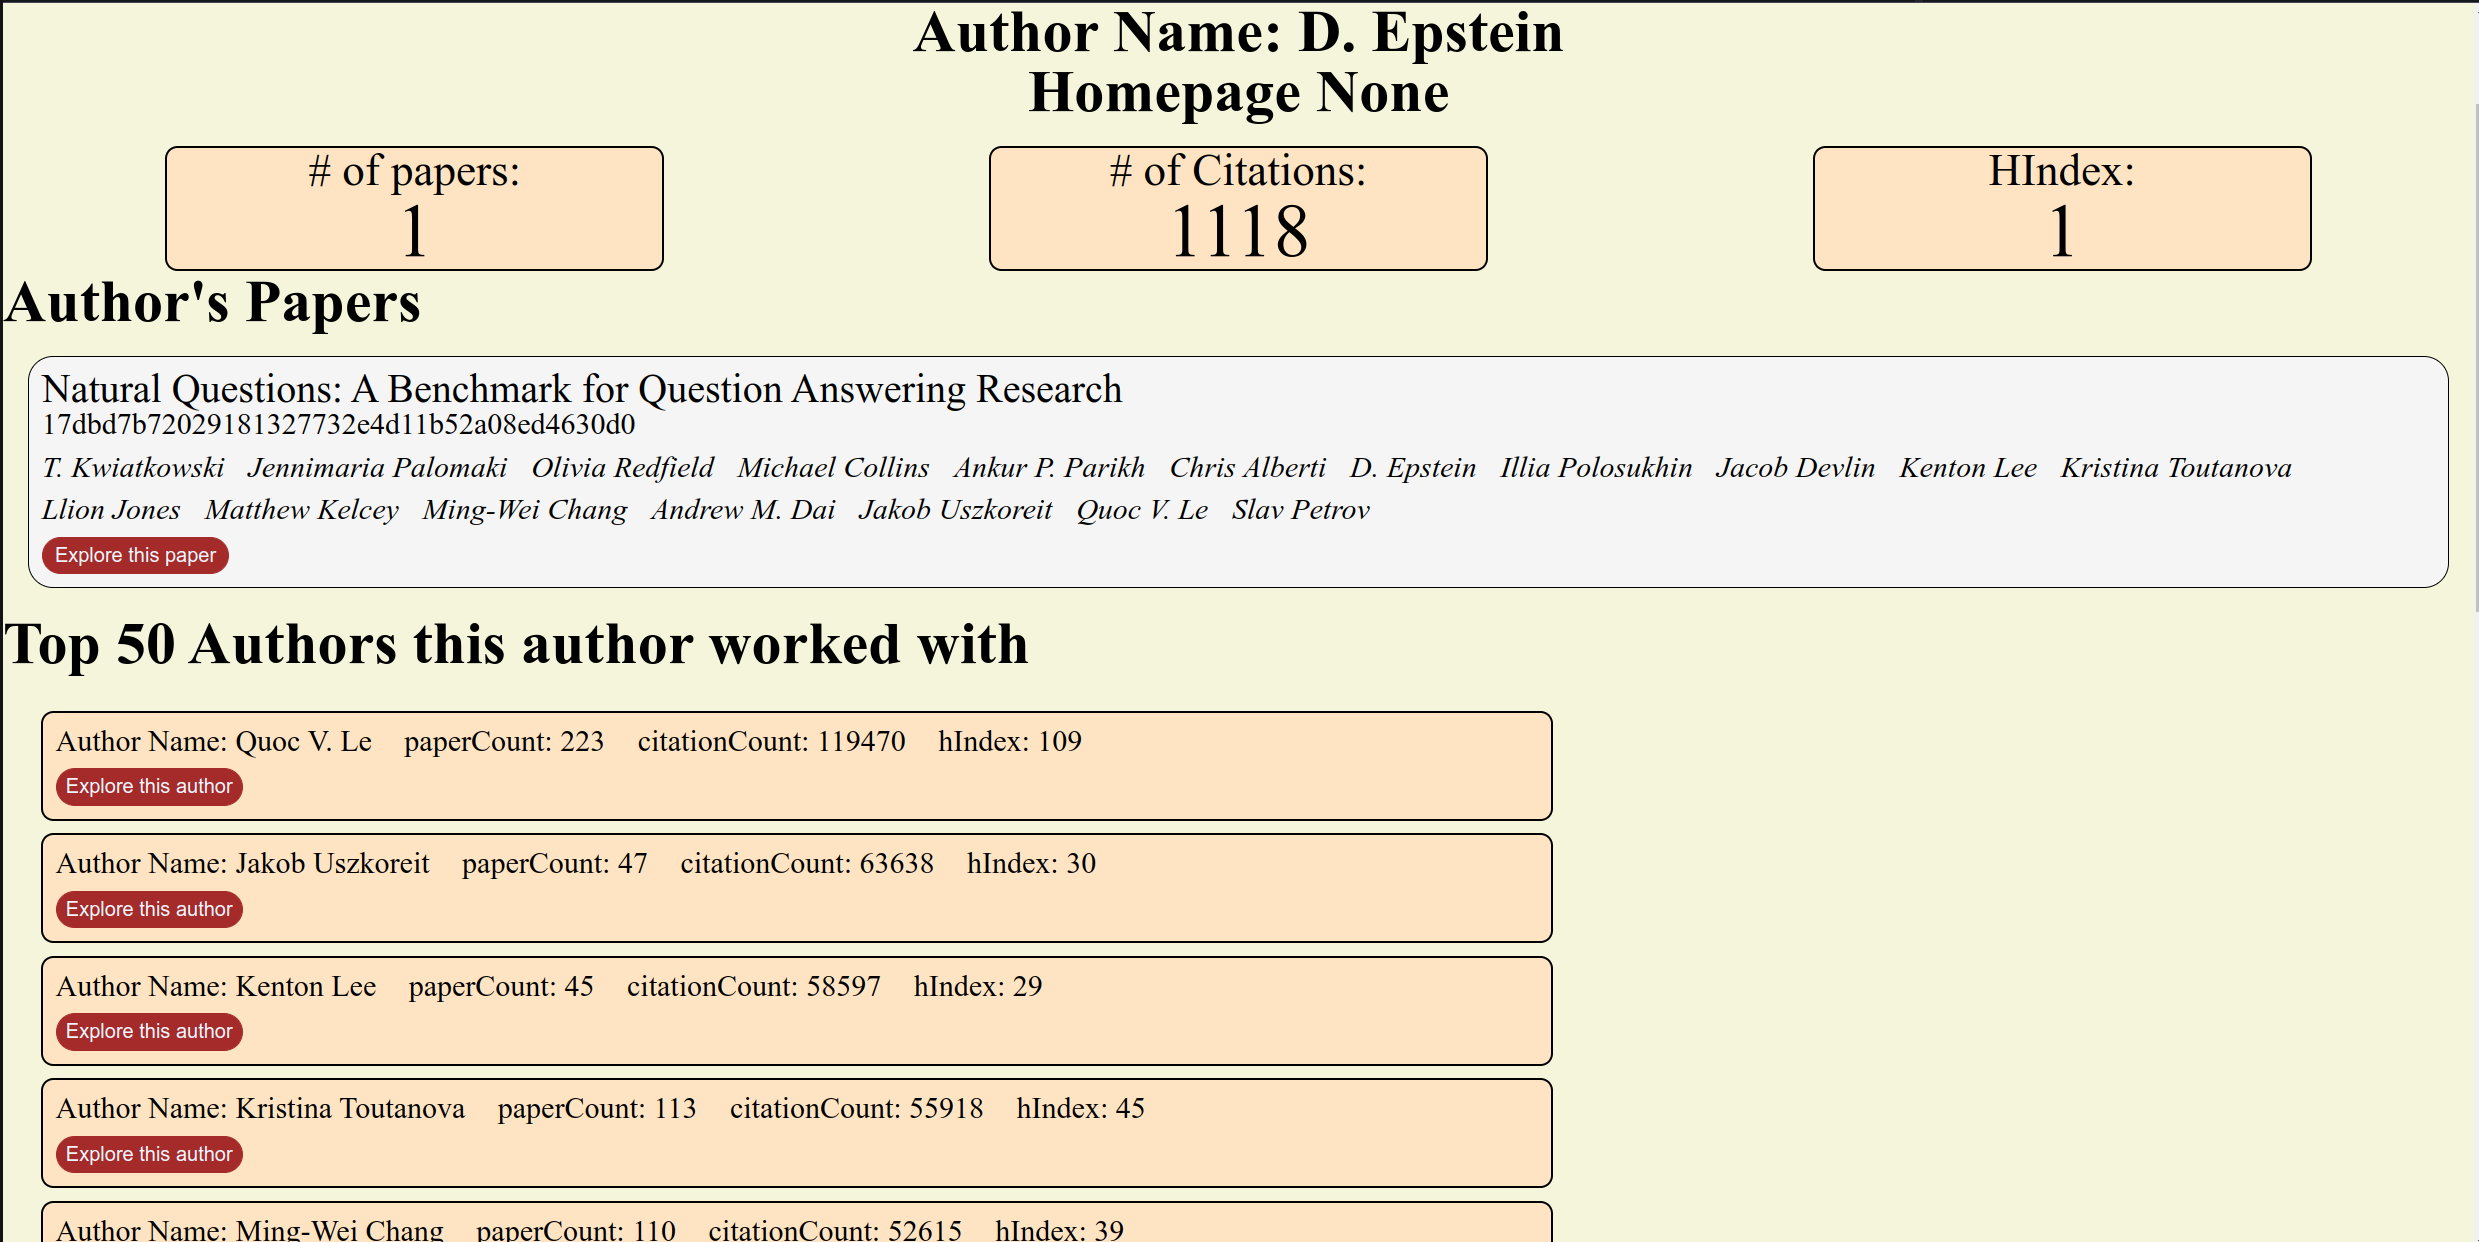 Author Name: D. Epstein
Homepage None
# of papers:
1
# of Citations:
1118
HIndex:
1
Author's Papers
Natural Questions: A Benchmark for Question Answering Research
17dbd7b72029181327732e4d11b52a08ed4630d0
T. Kwiatkowski Jennimaria Palomaki Olivia Redfield Michael Collins Ankur P. Parikh Chris Alberti D. Epstein Illia Polosukhin Jacob Devlin Kenton Lee Kristina Toutanova
Llion Jones Matthew Kelcey Ming-Wei Chang Andrew M. Dai Jakob Uszkoreit Quoc V. Le Slav Petrov
Explore this paper
Top 50 Authors this author worked with
Author Name: Quoc V. Le paperCount: 223 citationCount: 119470 hIndex: 109
Explore this author
Author Name: Jakob Uszkoreit paperCount: 47 citationCount: 63638 hIndex: 30
Explore this author
Author Name: Kenton Lee paperCount: 45 citationCount: 58597 hIndex: 29
Explore this author
Author Name: Kristina Toutanova paperCount: 113 citationCount: 55918 hIndex: 45
Explore this author
Author Name: Ming-Wei Chang paperCount: 110 citationCount: 52615 hIndex: 39